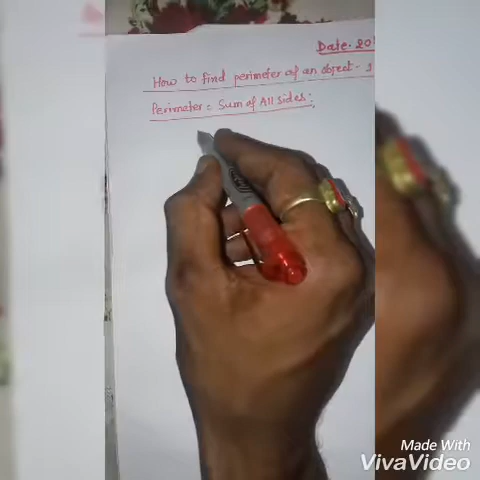 Date. 20
How to find perimeter of an object-
Perimeter = Sum of All sides:
Made With
VivaVideo